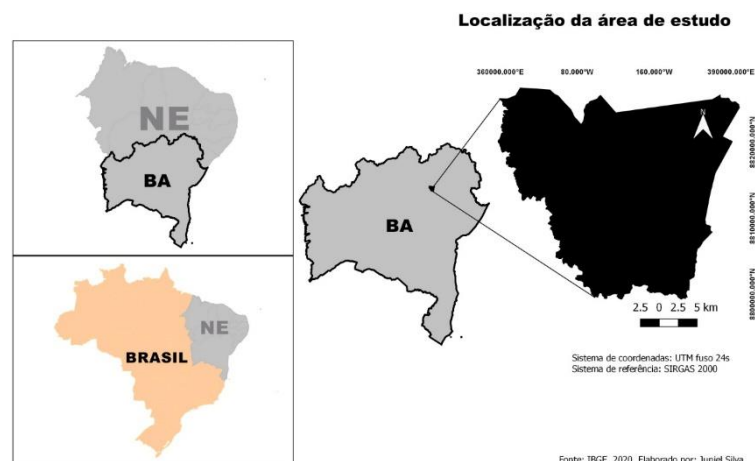 Localização da área de estudo
NE
BA
BRASIL
NE
BA
360000.000°E 80.000°W 160.000°W 390000.000°E
N
8820000.000°N
8810000.000°N
8800000.000°N
2.5 0 2.5 5 km
Sistema de coordenadas: UTM fuso 24s
Sistema de referência: SIRGAS 2000
Fonte: IBGE, 2020. Elaborado por: Juniel Silva